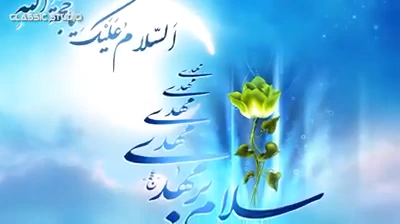 CLASSIC STUDIO
السلام علیک یا حجة الله
مهدی
مهدی
مهدی
مهدی
سلام بر مهدی